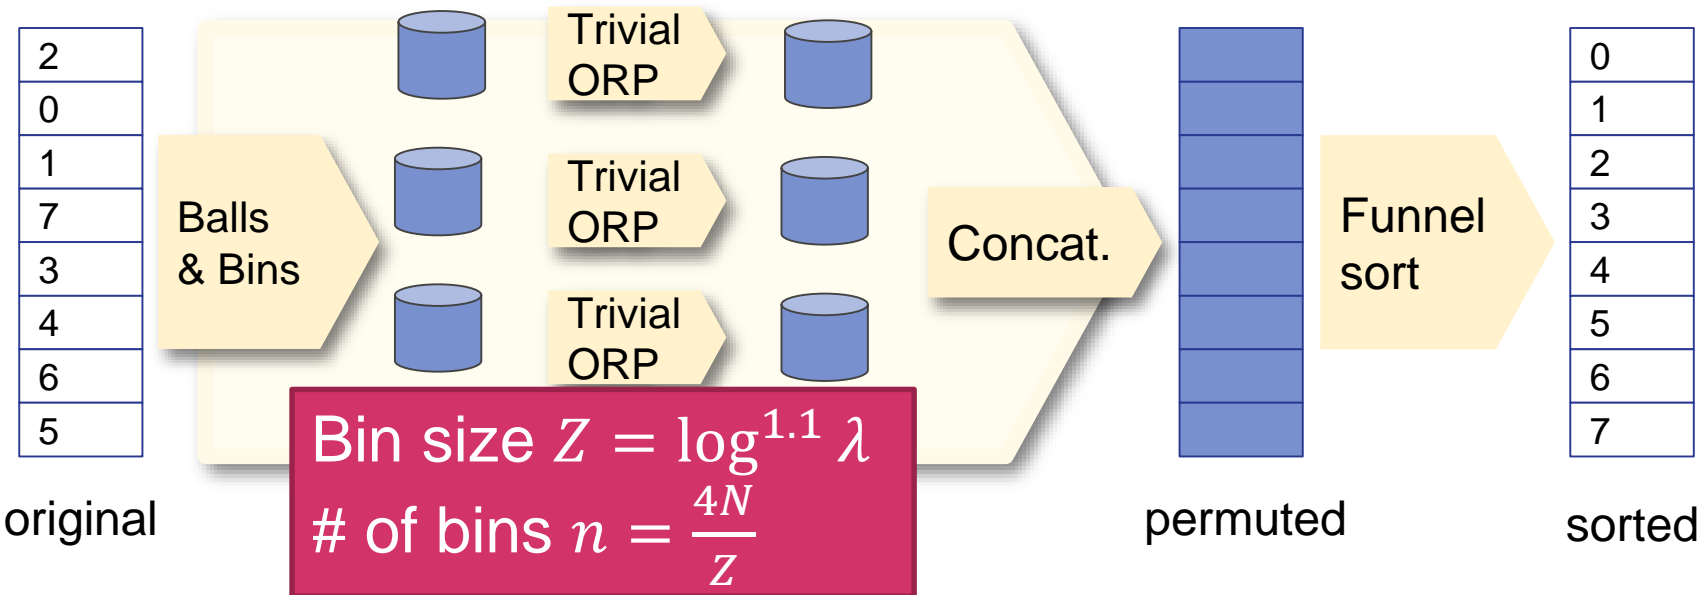 2
0
1
7
3
4
6
5
original
Balls
& Bins
Trivial
ORP
Trivial
ORP
Trivial
ORP
Bin size Z = log^{1.1} λ
# of bins n = \frac{4N}{Z}
Concat.
permuted
Funnel
sort
0
1
2
3
4
5
6
7
sorted